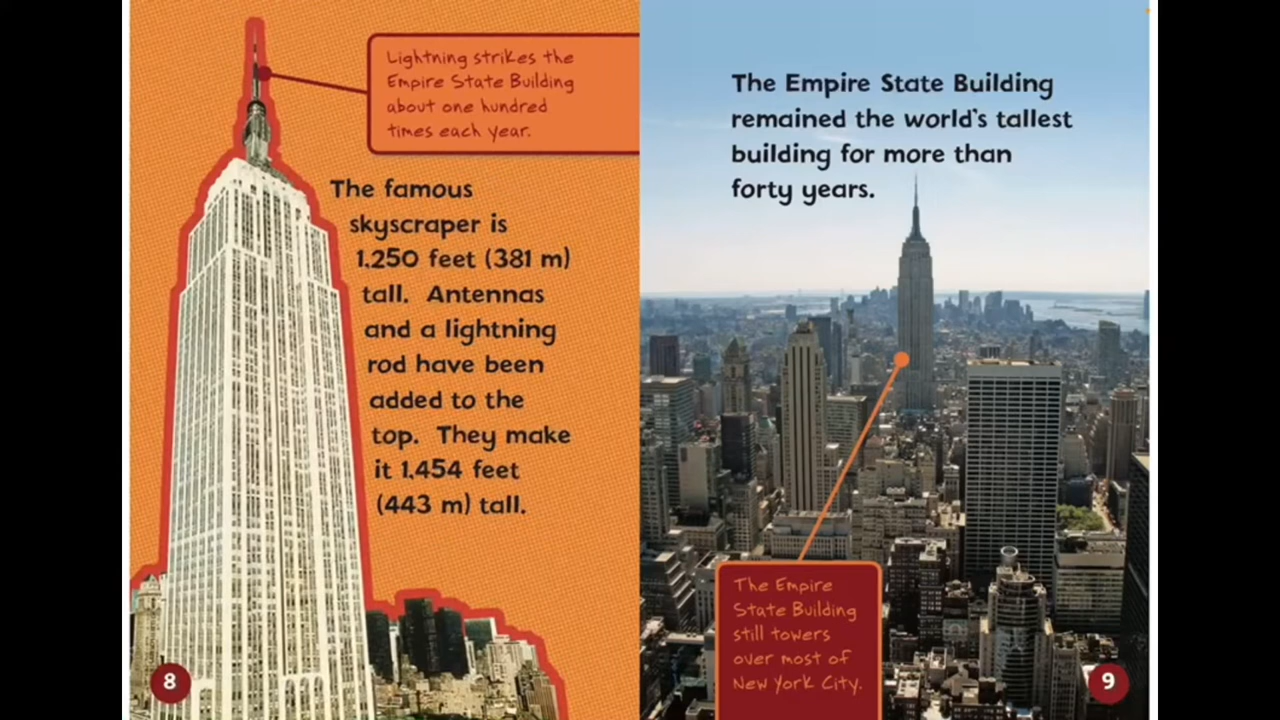 Lightning strikes the
Empire State Building
about one hundred
times each year.
The famous
skyscraper is
1,250 feet (381 m)
tall. Antennas
and a lightning
rod have been
added to the
top. They make
it 1,454 feet
(443 m) tall.
8
The Empire State Building
remained the world's tallest
building for more than
forty years.
The Empire
State Building
still towers
over most of
New York City.
9